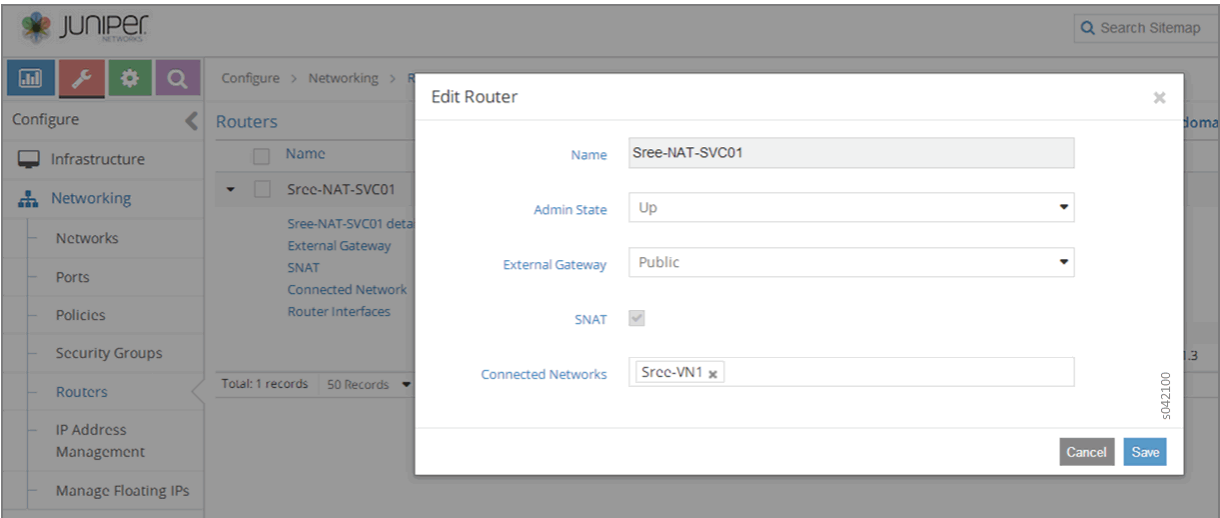 JUNIPER
NETWORKS
Search Sitemap
Configure > Networking > R
Configure
Infrastructure
Networking
Networks
Ports
Policies
Security Groups
Routers
IP Address
Management
Manage Floating IPs
Routers
Name
Sree-NAT-SVC01
Sree-NAT-SVC01 detai
External Gateway
SNAT
Connected Network
Router Interfaces
Total: 1 records 50 Records
doma
1.3
Edit Router ×
Name Sree-NAT-SVC01
Admin State Up
External Gateway Public
SNAT
Connected Networks Sree-VN1 ×
s042100
Cancel Save